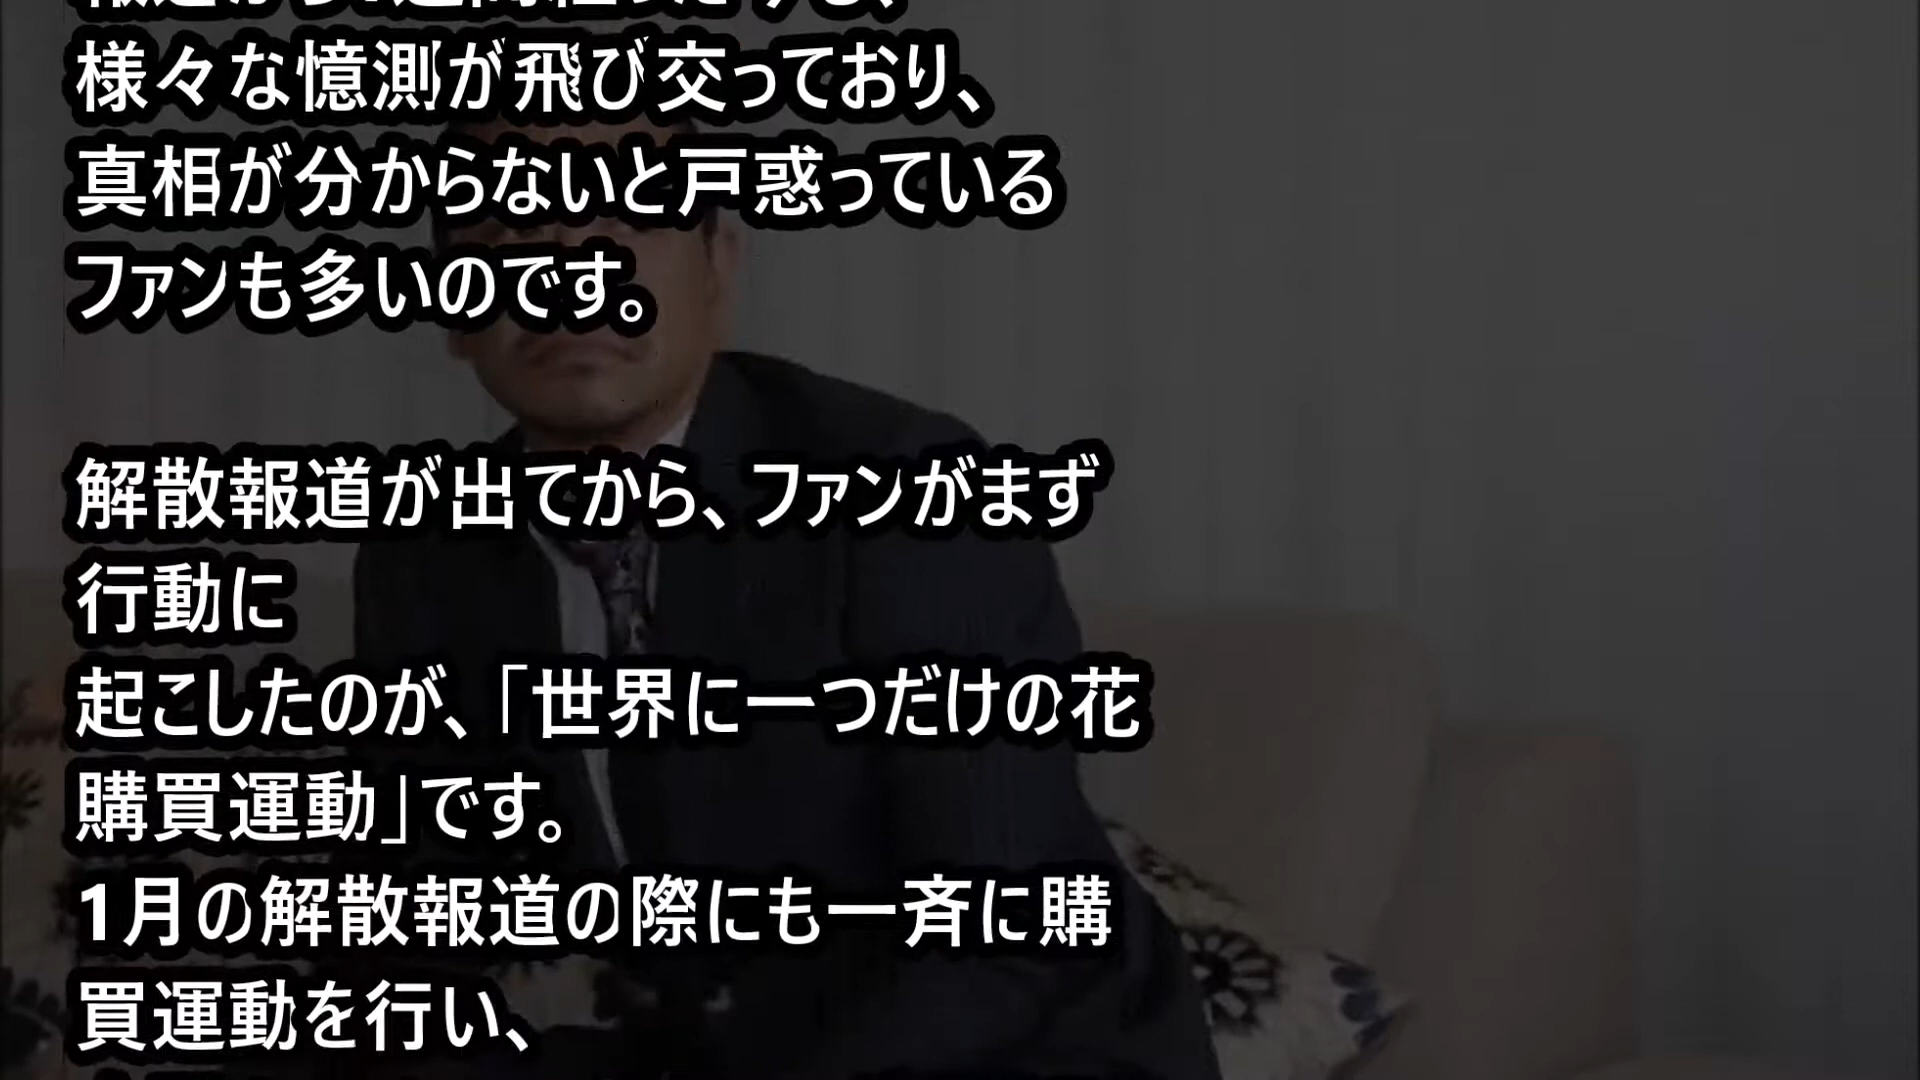 様々な憶測が飛び交っており、
真相が分からないと戸惑っている
ファンも多いのです。
解散報道が出てから、ファンがまず
行動に
起こしたのが、「世界に一つだけの花
購買運動」です。
1月の解散報道の際にも一斉に購
買運動を行い、